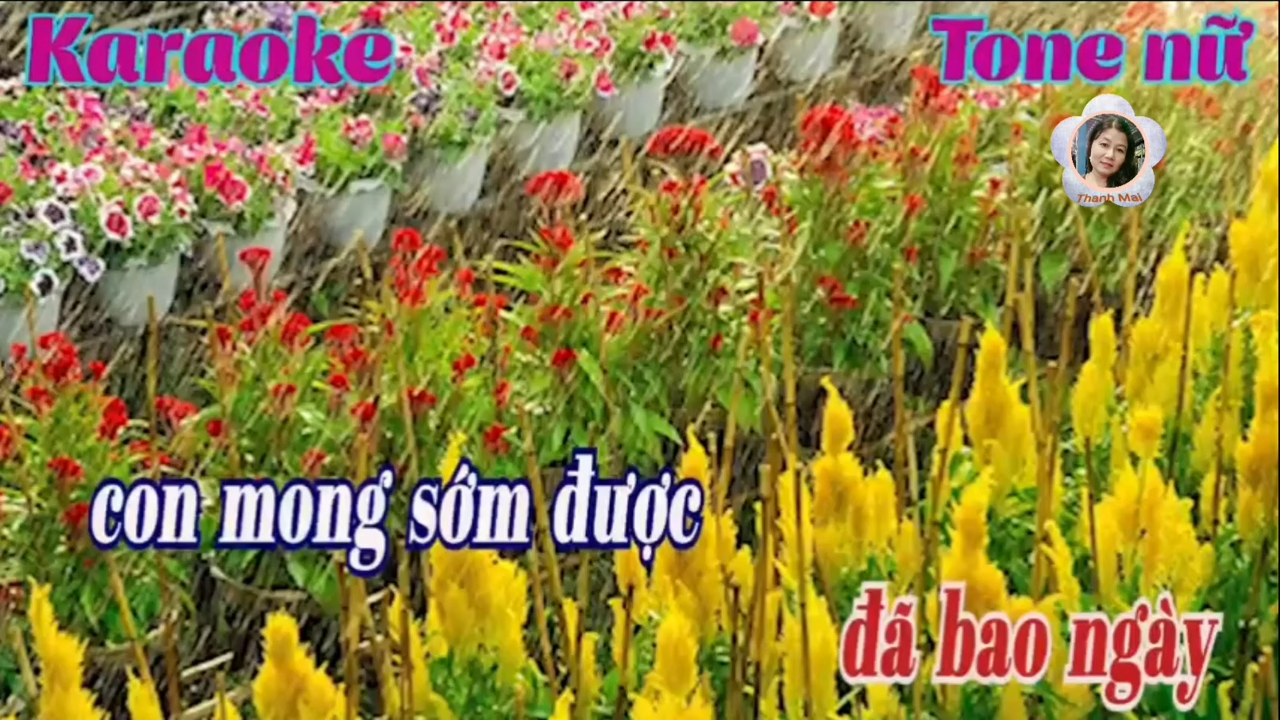 Karaoke
Tone nữ
Thanh Mai
con mong sớm được
đã bao ngày